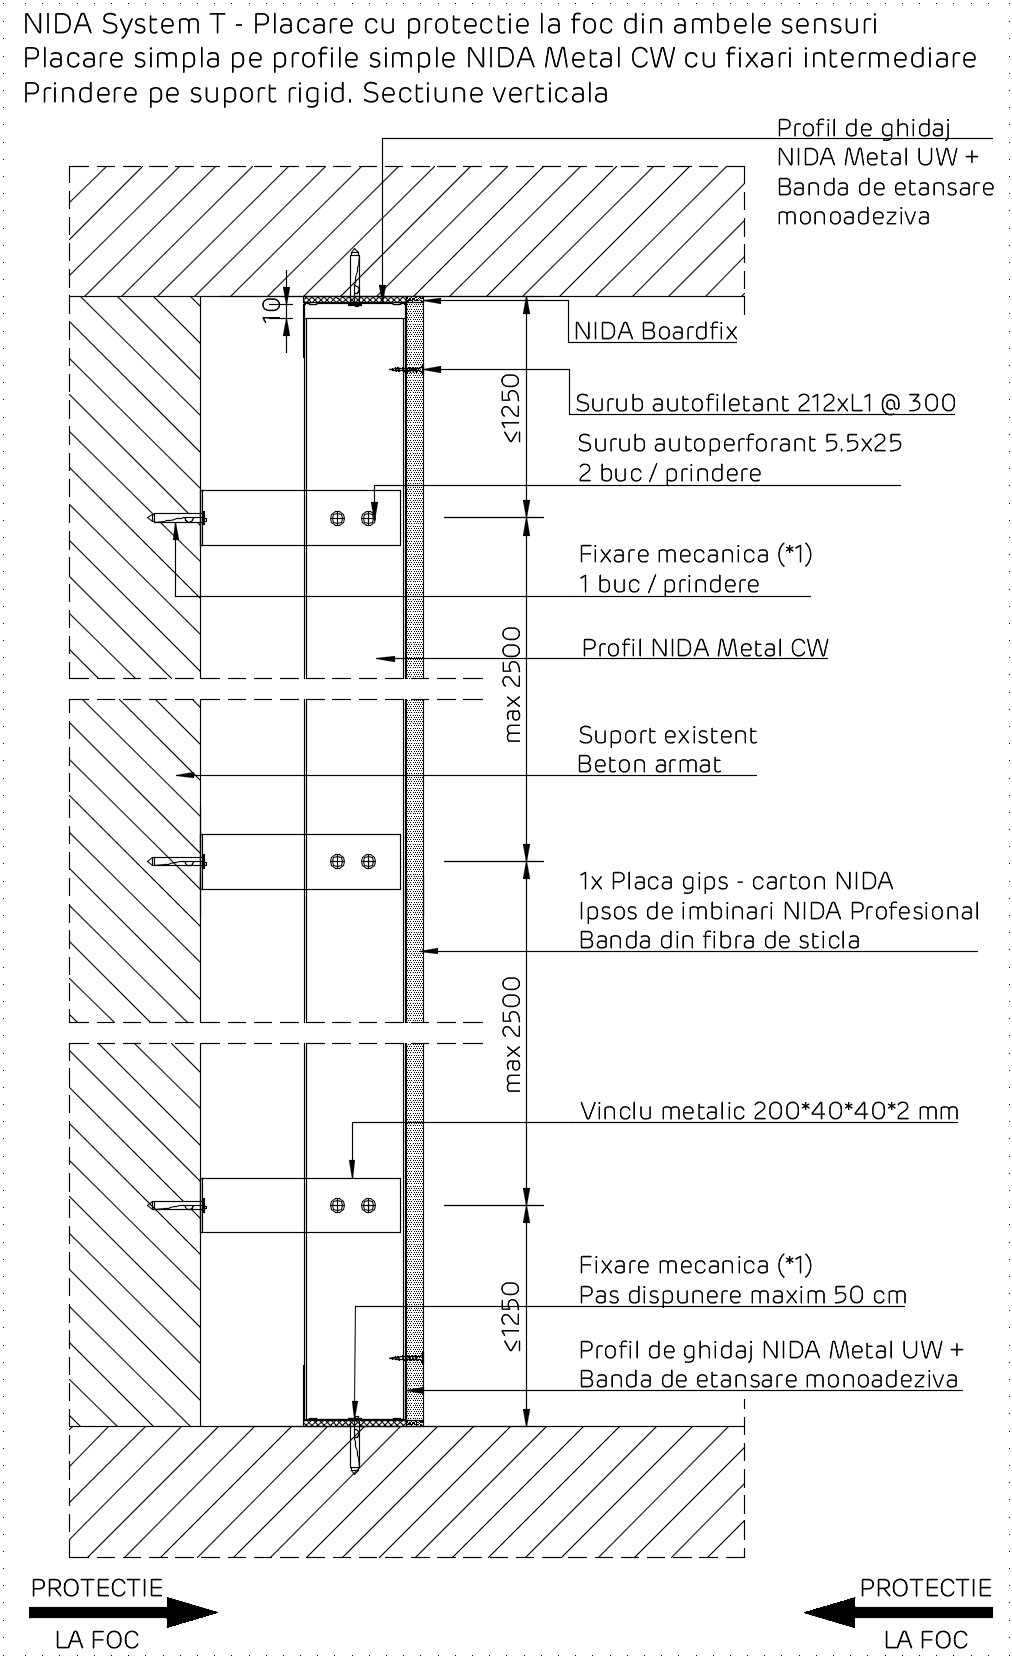 NIDA System T - Placare cu protectie la foc din ambele sensuri
Placare simpla pe profile simple NIDA Metal CW cu fixari intermediare
Prindere pe suport rigid. Sectiune verticala
Profil de ghidaj
NIDA Metal UW +
Banda de etansare
monoadeziva
10
NIDA Boardfix
≤1250
Surub autofiletant 212xL1 @ 300
Surub autoperforant 5.5x25
2 buc / prindere
Fixare mecanica (*1)
1 buc / prindere
Profil NIDA Metal CW
max 2500
Suport existent
Beton armat
1x Placa gips - carton NIDA
Ipsos de imbinari NIDA Profesional
Banda din fibra de sticla
max 2500
Vinclu metalic 200*40*40*2 mm
Fixare mecanica (*1)
Pas dispunere maxim 50 cm
≤1250
Profil de ghidaj NIDA Metal UW +
Banda de etansare monoadeziva
PROTECTIE
LA FOC
PROTECTIE
LA FOC